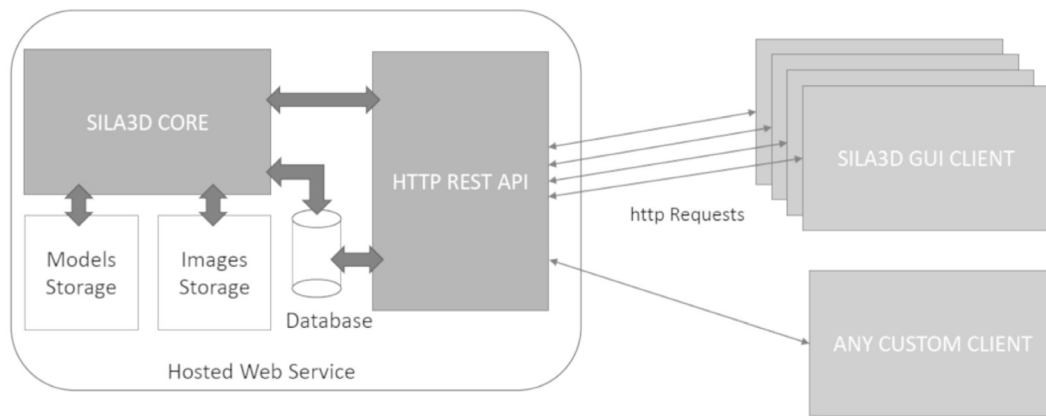 SILA3D CORE
HTTP REST API
Models
Storage
Images
Storage
Database
Hosted Web Service
http Requests
SILA3D GUI CLIENT
ANY CUSTOM CLIENT